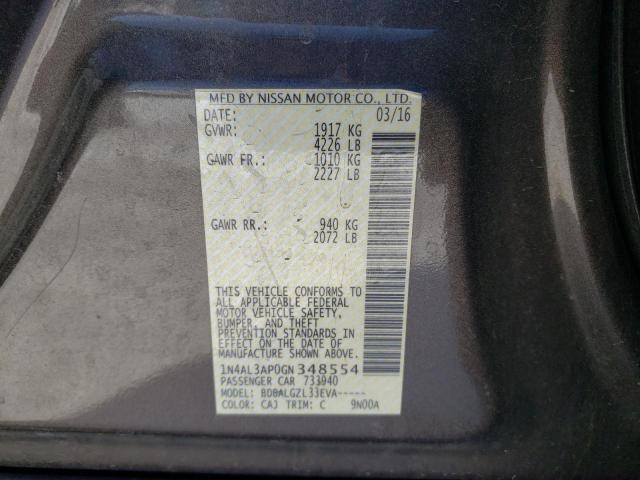 MFD BY NISSAN MOTOR CO., LTD.
DATE: 03/16
GVWR: 1917 KG
4226 LB
GAWR FR.: 1010 KG
2227 LB
GAWR RR.: 940 KG
2072 LB
THIS VEHICLE CONFORMS TO
ALL APPLICABLE FEDERAL
MOTOR VEHICLE SAFETY,
BUMPER, AND THEFT
PREVENTION STANDARDS IN
EFFECT ON THE DATE OF
MANUFACTURE SHOWN ABOVE.
1N4AL3AP0GN348554
PASSENGER CAR 733940
MODEL: BDBALGZL33EVA-----
COLOR: CAJ TRIM: C 9N00A